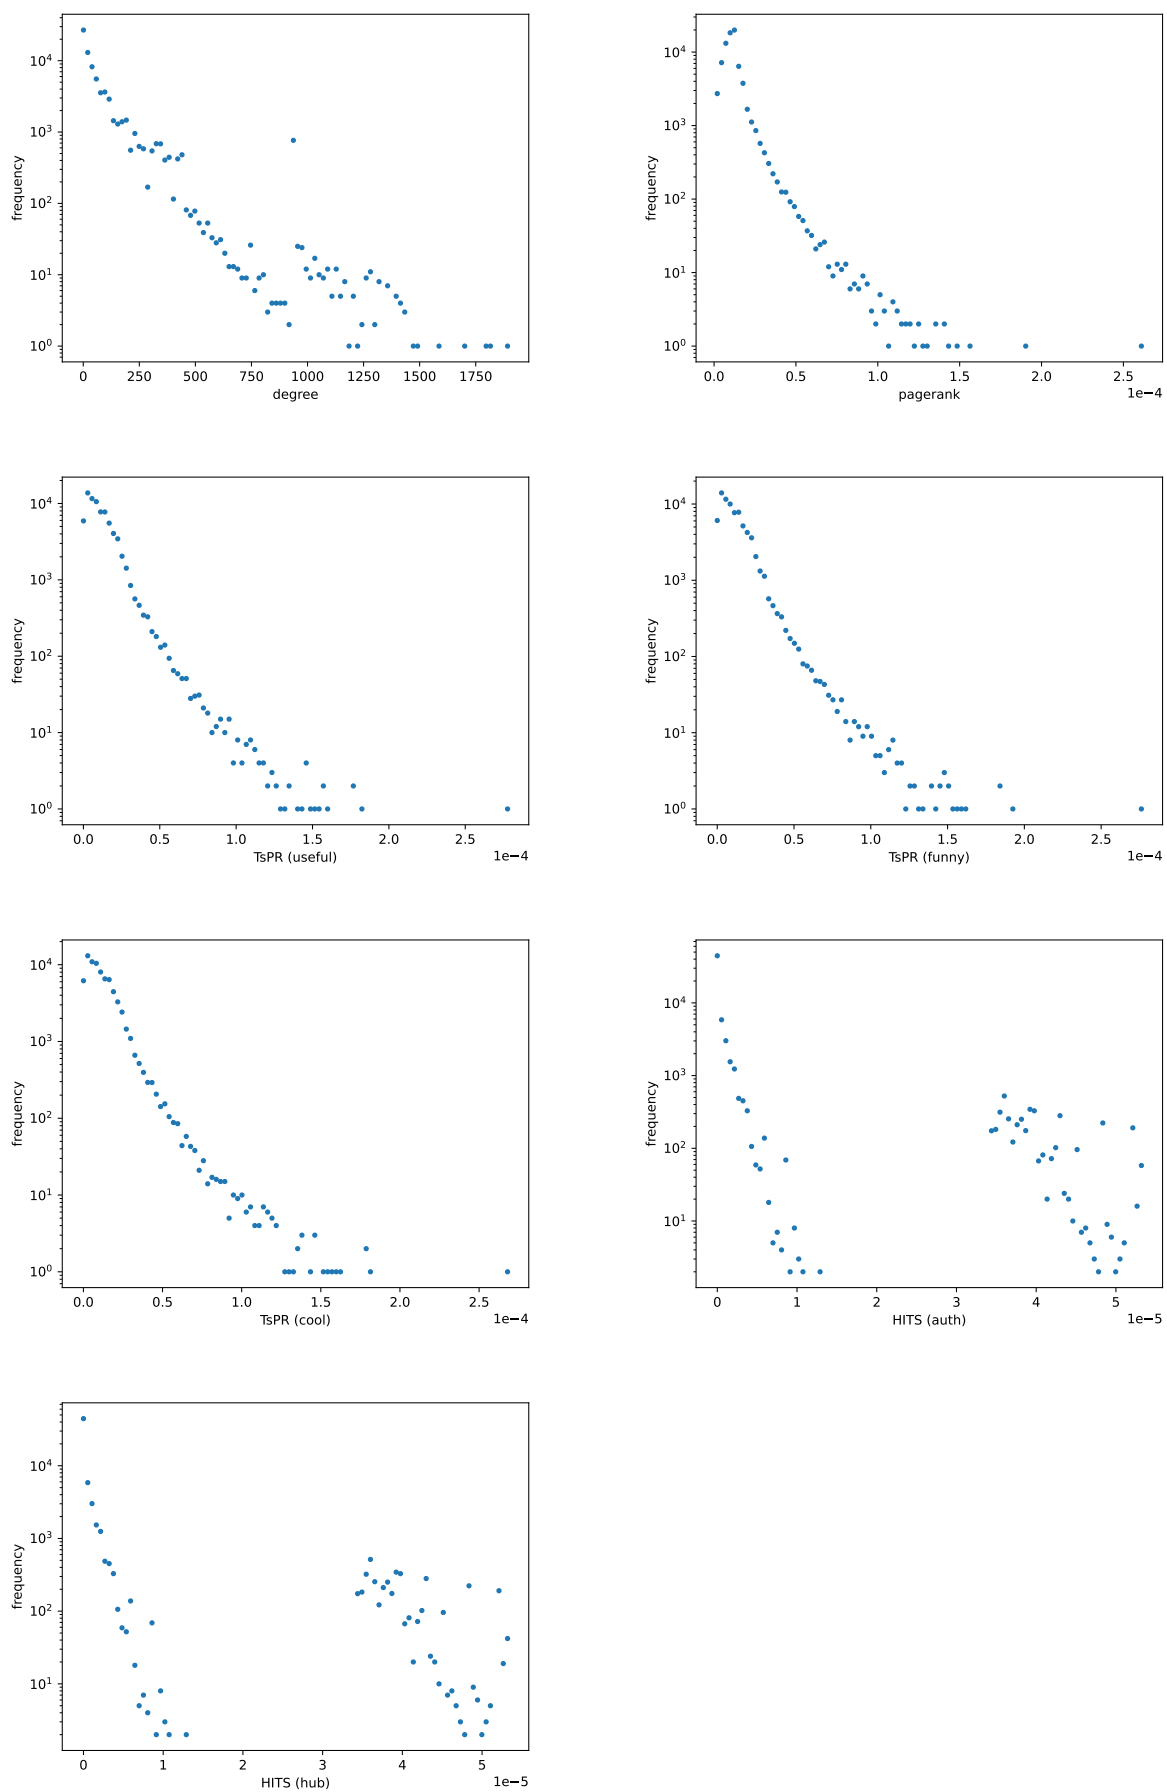 frequency
10^4
10^3
10^2
10^1
10^0
0 250 500 750 1000 1250 1500 1750
degree
frequency
10^4
10^3
10^2
10^1
10^0
0.0 0.5 1.0 1.5 2.0 2.5
1e−4
pagerank
frequency
10^4
10^3
10^2
10^1
10^0
0.0 0.5 1.0 1.5 2.0 2.5
1e−4
TsPR (useful)
frequency
10^4
10^3
10^2
10^1
10^0
0.0 0.5 1.0 1.5 2.0 2.5
1e−4
TsPR (funny)
frequency
10^4
10^3
10^2
10^1
10^0
0.0 0.5 1.0 1.5 2.0 2.5
1e−4
TsPR (cool)
frequency
10^4
10^3
10^2
10^1
0 1 2 3 4 5
1e−5
HITS (auth)
frequency
10^4
10^3
10^2
10^1
0 1 2 3 4 5
1e−5
HITS (hub)